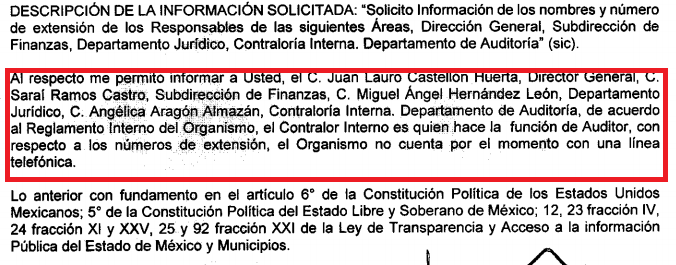 DESCRIPCIÓN DE LA INFORMACIÓN SOLICITADA: "Solicito Información de los nombres y número
de extensión de los Responsables de las siguientes Áreas, Dirección General, Subdirección de
Finanzas, Departamento Jurídico, Contraloría Interna. Departamento de Auditoría" (sic).
Al respecto me permito informar a Usted, el C. Juan Lauro Castellón Huerta, Director General, C.
Saraí Ramos Castro, Subdirección de Finanzas, C. Miguel Ángel Hernández León, Departamento
Jurídico, C. Angélica Aragón Almazán, Contraloría Interna. Departamento de Auditoría, de acuerdo
al Reglamento Interno del Organismo, el Contralor Interno es quien hace la función de Auditor, con
respecto a los números de extensión, el Organismo no cuenta por el momento con una línea
telefónica.
Lo anterior con fundamento en el artículo 6° de la Constitución Política de los Estados Unidos
Mexicanos; 5° de la Constitución Política del Estado Libre y Soberano de México; 12, 23 fracción IV,
24 fracción XI y XXV, 25 y 92 fracción XXI de la Ley de Transparencia y Acceso a la información
Pública del Estado de México y Municipios.